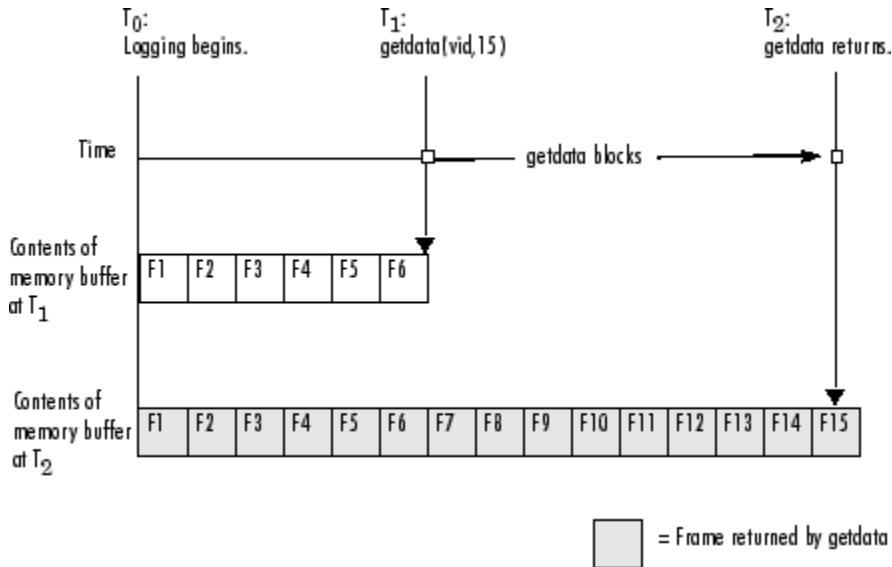 T0:
Logging begins.
T1:
getdata(vid,15)
T2:
getdata returns.
Time
getdata blocks
Contents of
memory buffer
at T1
F1 F2 F3 F4 F5 F6
Contents of
memory buffer
at T2
F1 F2 F3 F4 F5 F6 F7 F8 F9 F10 F11 F12 F13 F14 F15
= Frame returned by getdata